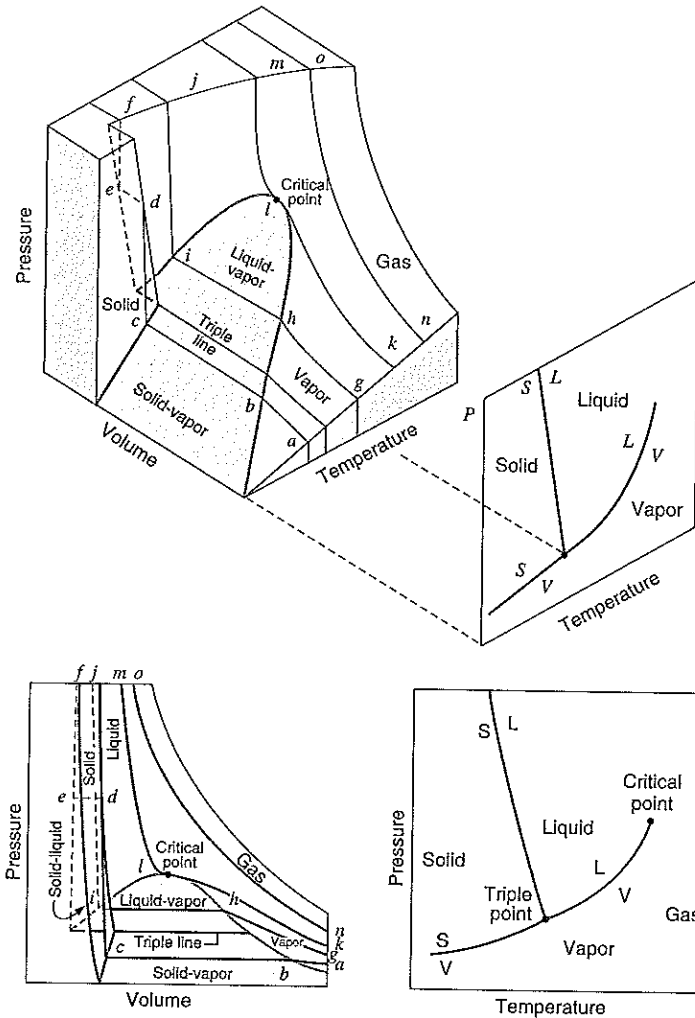 o
m
j
f
Critical
point
l
e
d
Pressure
Liquid-
vapor
Gas
i
Solid
Triple
line
h
n
c
k
Vapor
g
Solid-vapor
b
a
Volume
Temperature
P
S
L
Liquid
Solid
L
V
Vapor
S
V
Temperature
f
j
m
o
Liquid
Solid
e
d
Pressure
Solid-liquid
Critical
point
l
Gas
h
i
Liquid-vapor
n
Triple line
Vapor
k
c
g
a
Solid-vapor
b
Volume
S
L
Critical
point
Pressure
Liquid
Solid
L
Triple
point
V
Gas
S
V
Vapor
Temperature